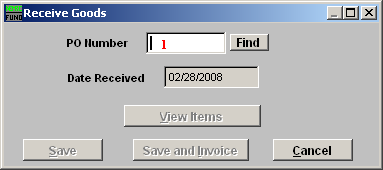 Receive Goods
PO Number 1 Find
Date Received 02/28/2008
View Items
Save Save and Invoice Cancel